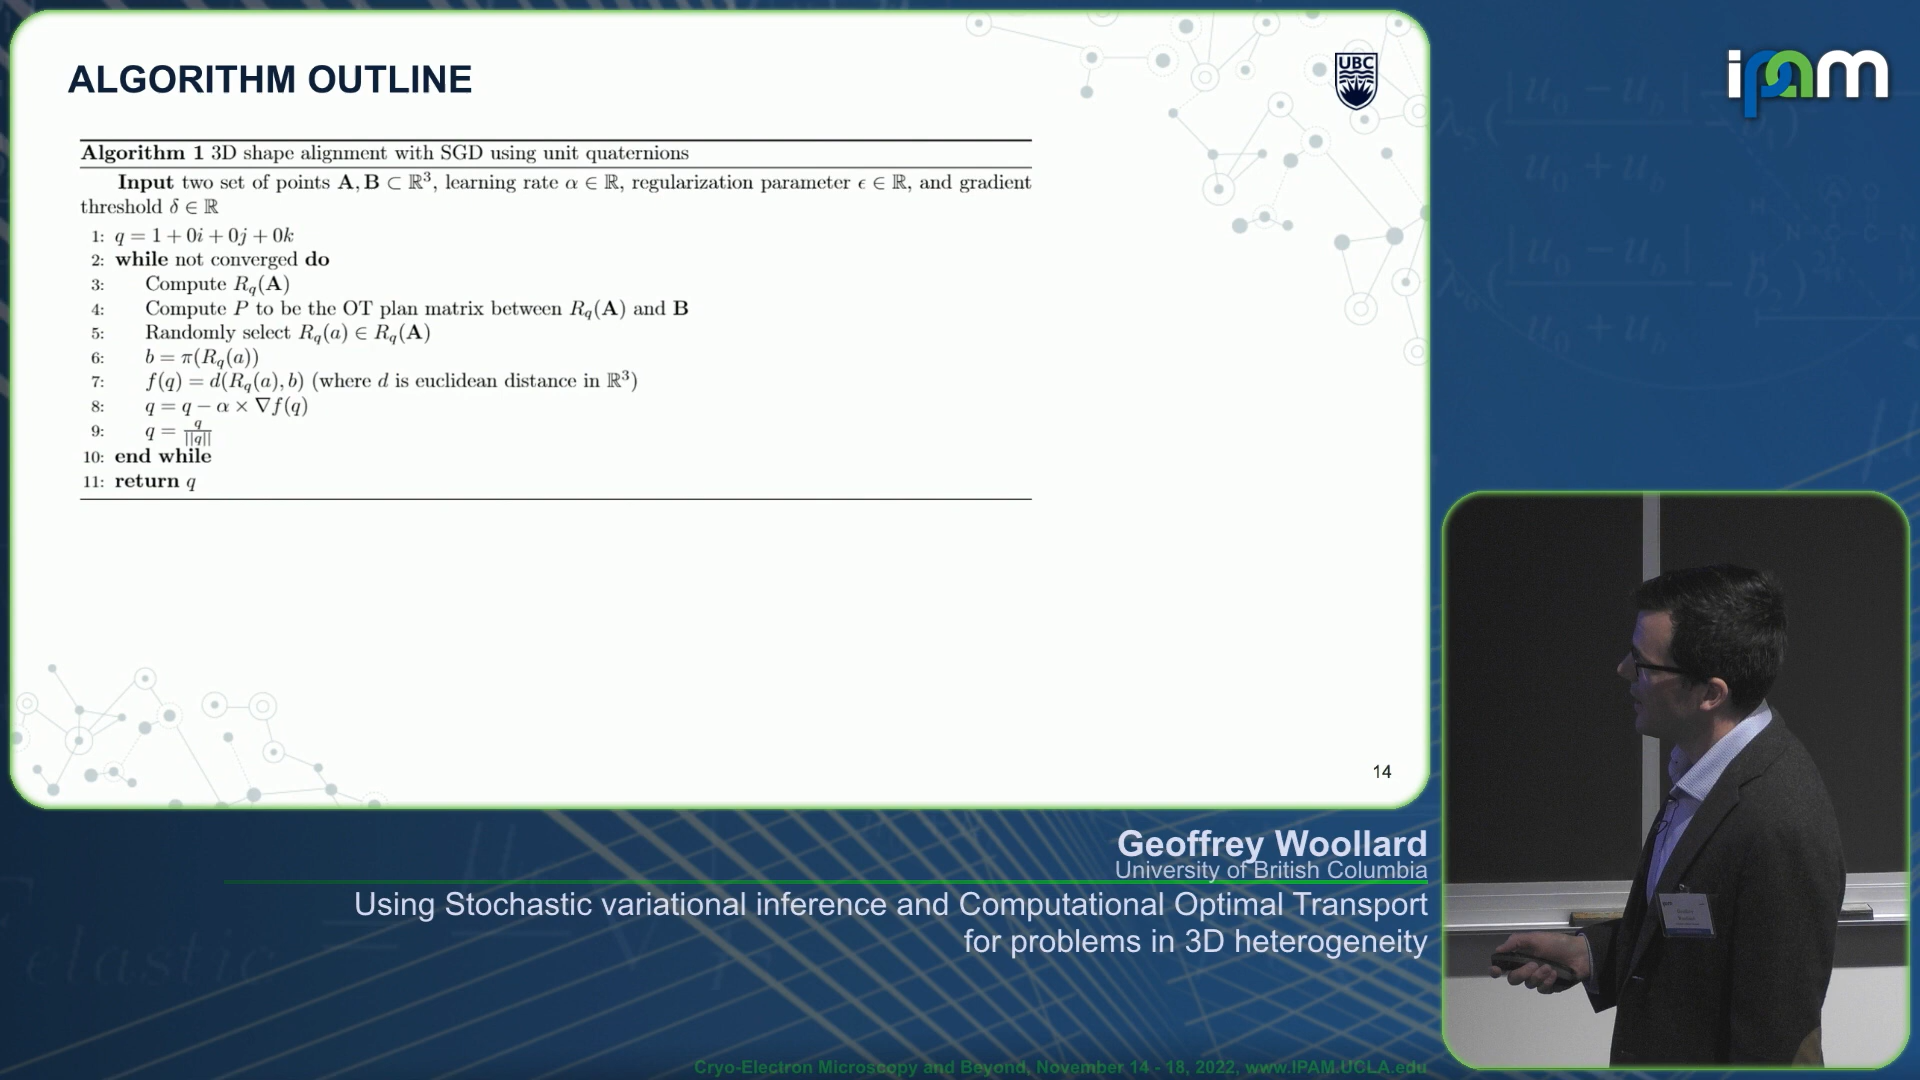 ALGORITHM OUTLINE
UBC
ipam
Algorithm 1 3D shape alignment with SGD using unit quaternions
Input two set of points A, B ⊂ ℝ³, learning rate α ∈ ℝ, regularization parameter ϵ ∈ ℝ, and gradient
threshold δ ∈ ℝ
1: q = 1 + 0i + 0j + 0k
2: while not converged do
3: Compute R_q(A)
4: Compute P to be the OT plan matrix between R_q(A) and B
5: Randomly select R_q(a) ∈ R_q(A)
6: b = π(R_q(a))
7: f(q) = d(R_q(a), b) (where d is euclidean distance in ℝ³)
8: q = q − α × ∇f(q)
9: q = q/||q||
10: end while
11: return q
14
Geoffrey Woollard
University of British Columbia
Using Stochastic variational inference and Computational Optimal Transport
for problems in 3D heterogeneity
elastic
Cryo-Electron Microscopy and Beyond, November 14 - 18, 2022, www.IPAM.UCLA.edu